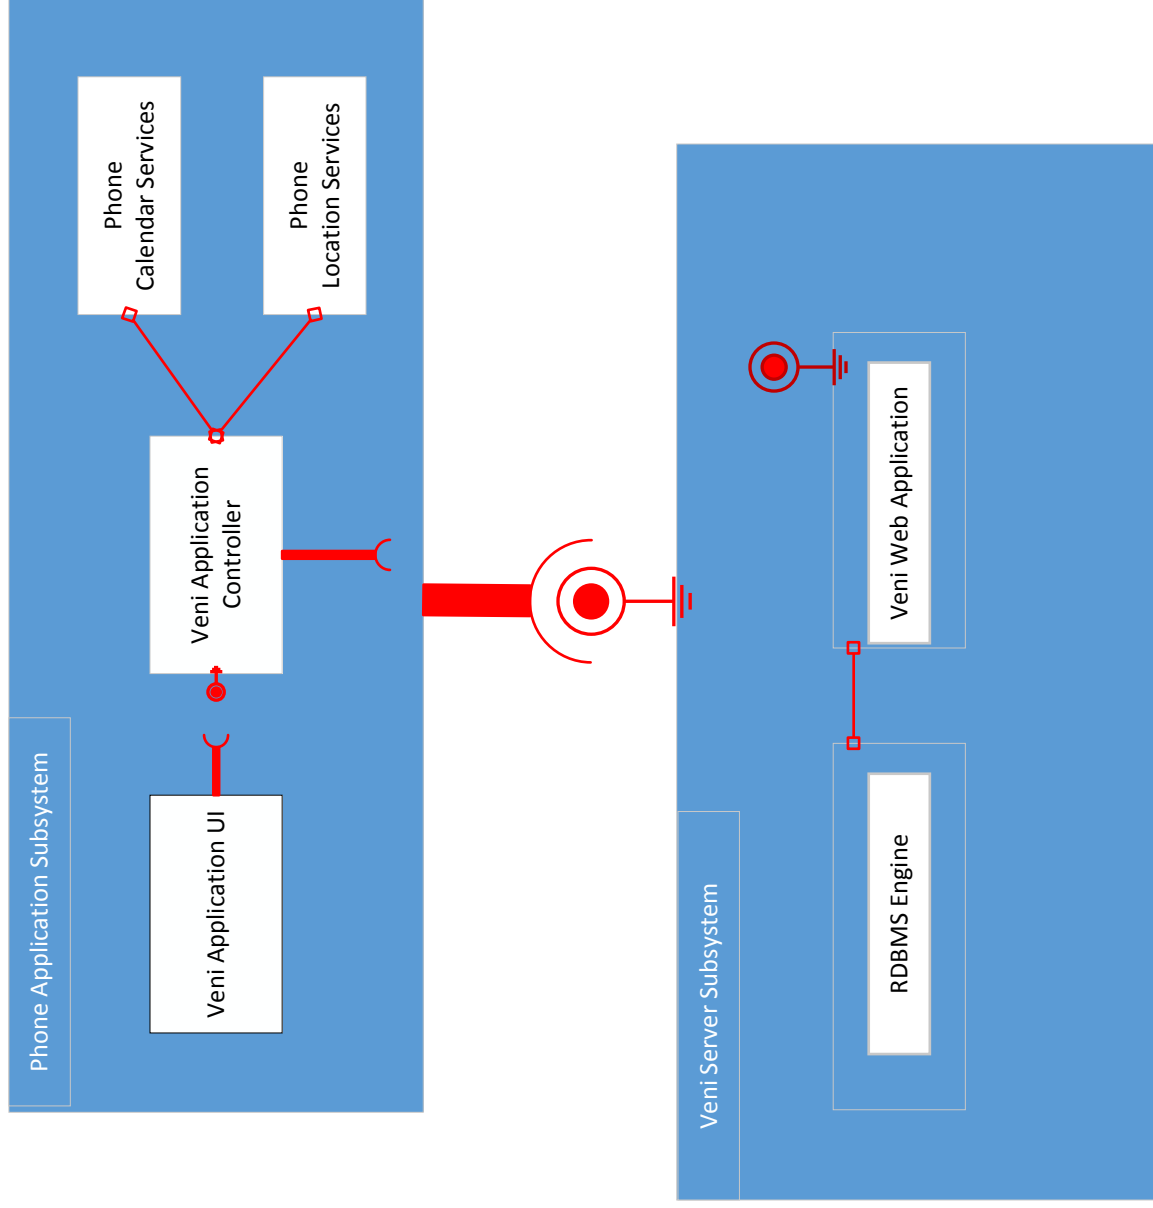 Phone Application Subsystem
Veni Application UI
Veni Application
Controller
Phone
Calendar Services
Phone
Location Services
Veni Server Subsystem
RDBMS Engine
Veni Web Application